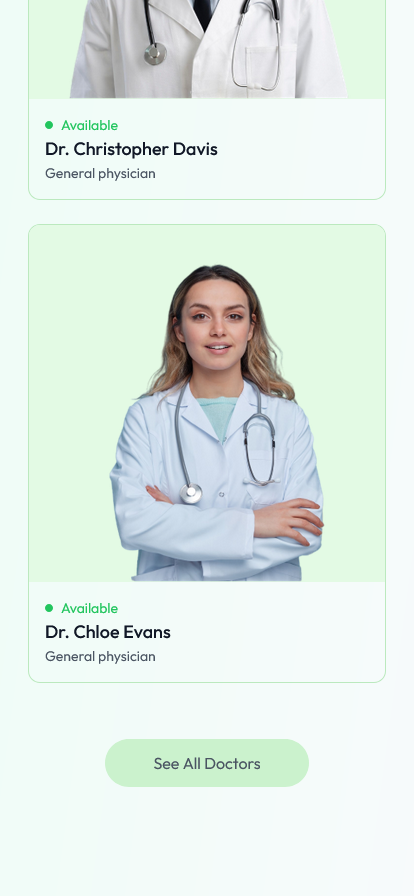 Available
Dr. Christopher Davis
General physician
Available
Dr. Chloe Evans
General physician
See All Doctors